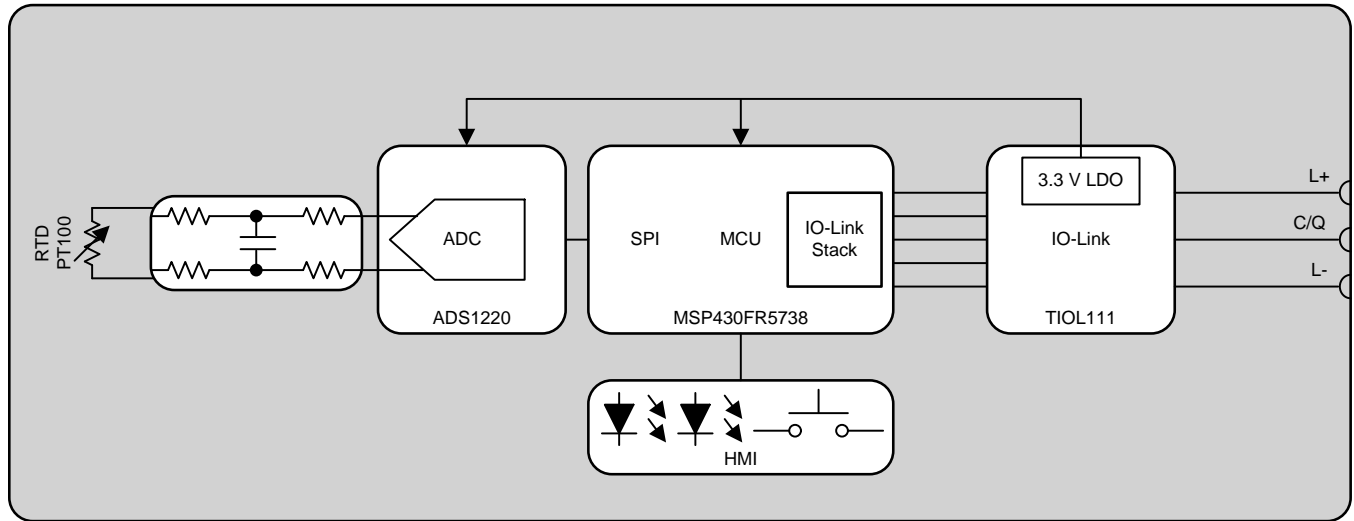 RTD
PT100
ADC
ADS1220
SPI
MCU
IO-Link
Stack
MSP430FR5738
3.3 V LDO
IO-Link
TIOL111
L+
C/Q
L-
HMI